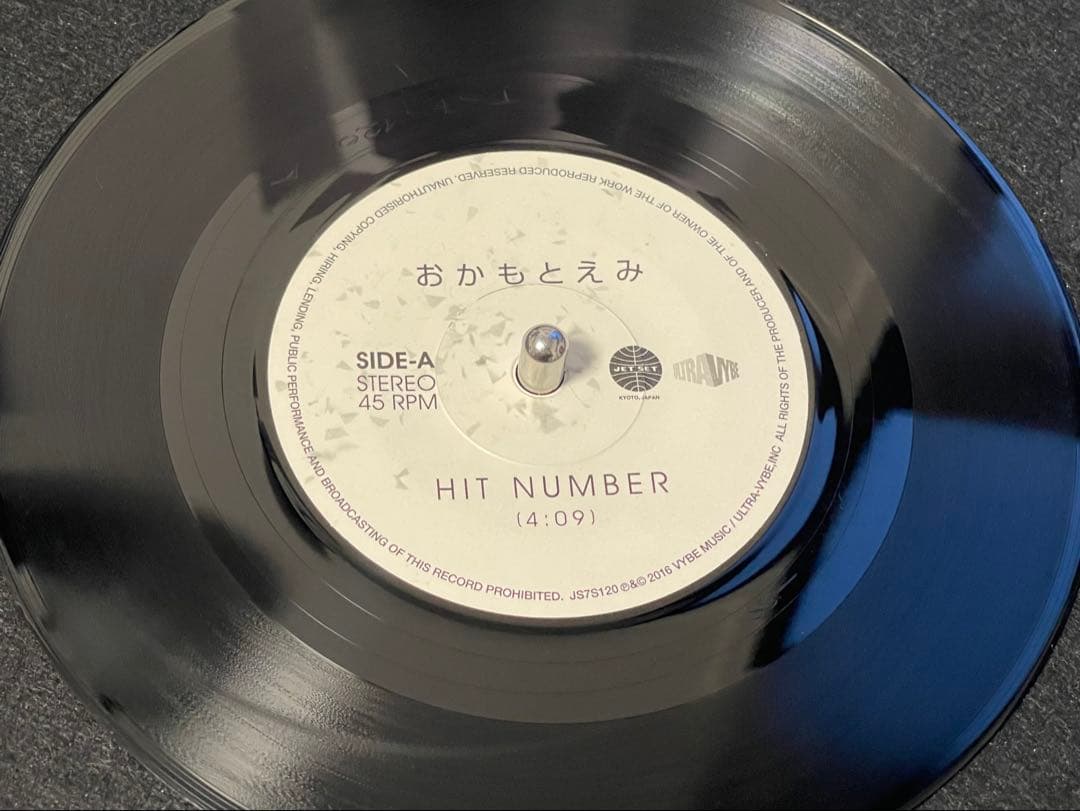 おかもとえみ
SIDE-A
STEREO
45 RPM
JET SET
KYOTO, JAPAN
ULTRA-VYBE
HIT NUMBER
(4:09)
ALL RIGHTS OF THE PRODUCER AND OF THE OWNER OF THE WORK REPRODUCED RESERVED. UNAUTHORISED COPYING, HIRING, LENDING, PUBLIC PERFORMANCE AND BROADCASTING OF THIS RECORD PROHIBITED. JS7S120 ℗&© 2016 VYBE MUSIC / ULTRA-VYBE,INC